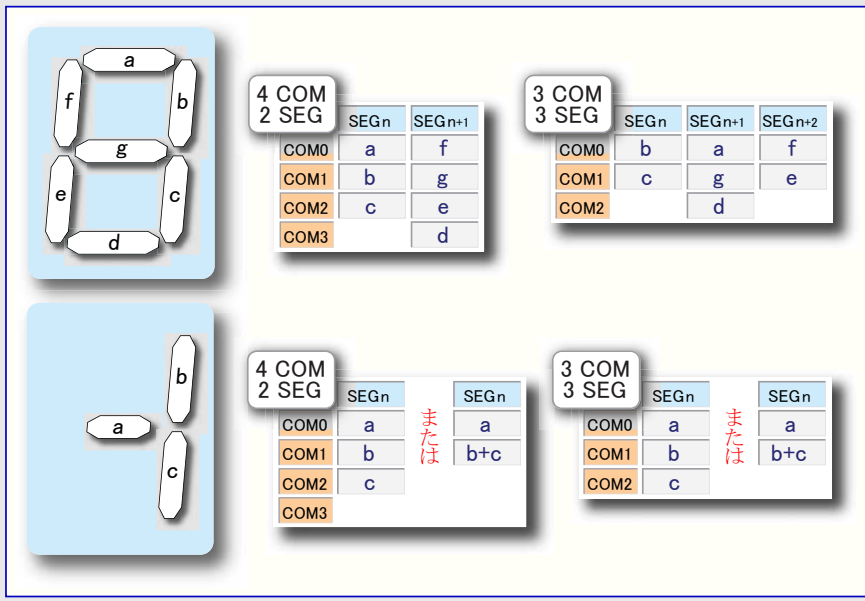 a
f
b
g
e
c
d
4 COM
2 SEG
SEGn SEGn+1
COM0 a f
COM1 b g
COM2 c e
COM3 d
3 COM
3 SEG
SEGn SEGn+1 SEGn+2
COM0 b a f
COM1 c g e
COM2 d
b
a
c
4 COM
2 SEG
SEGn SEGn
COM0 a a
COM1 b b+c
COM2 c
COM3
または
3 COM
3 SEG
SEGn SEGn
COM0 a a
COM1 b b+c
COM2 c
または